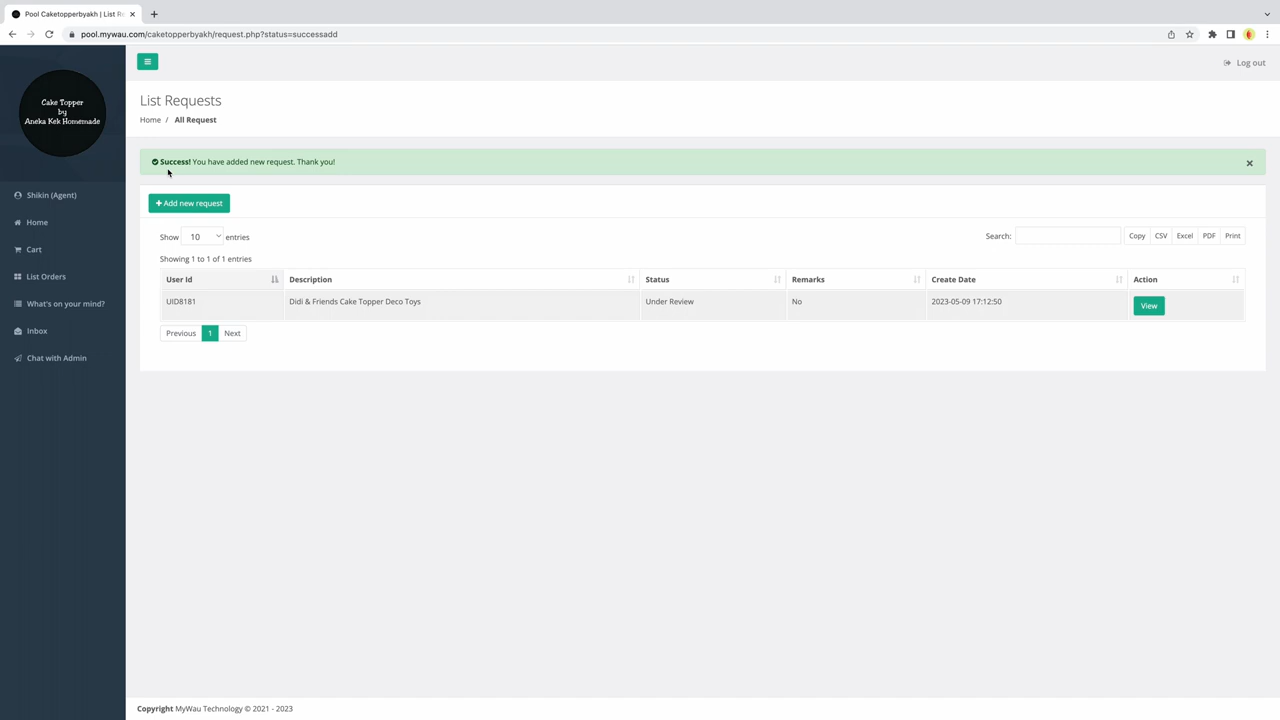 Pool Caketopperbyakh | List R
pool.mywau.com/caketopperbyakh/request.php?status=successadd
Cake Topper
by
Aneka Kek Homemade
Log out
List Requests
Home / All Request
Success! You have added new request. Thank you!
×
Shikin (Agent)
Home
Cart
List Orders
What's on your mind?
Inbox
Chat with Admin
+ Add new request
Show 10 entries
Search:
Copy CSV Excel PDF Print
Showing 1 to 1 of 1 entries
User Id Description Status Remarks Create Date Action
UID8181 Didi & Friends Cake Topper Deco Toys Under Review No 2023-05-09 17:12:50 View
Previous 1 Next
Copyright MyWau Technology © 2021 - 2023